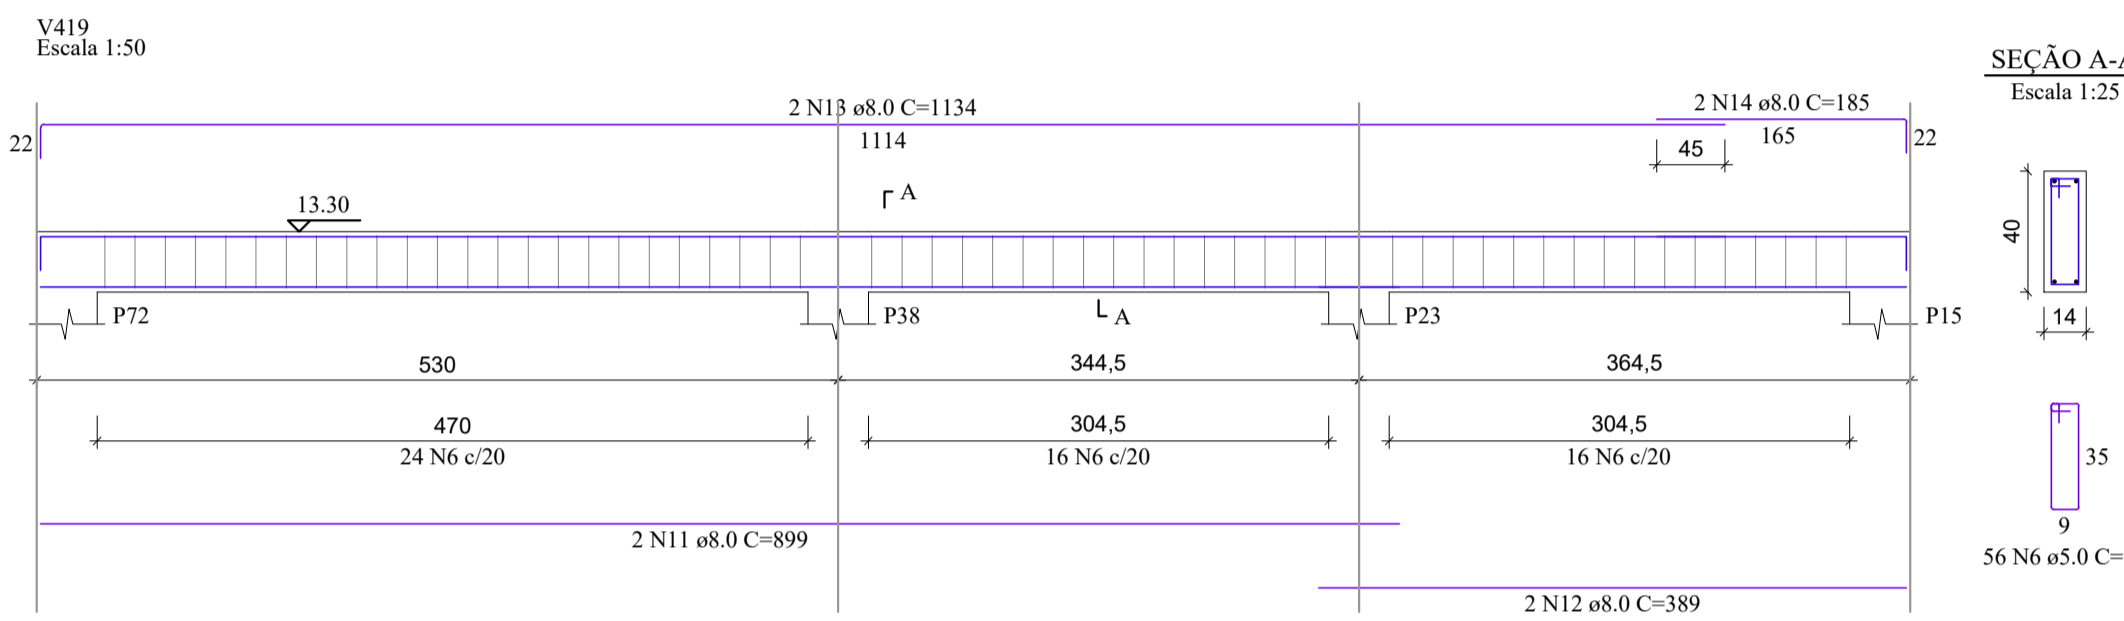 V419
Escala 1:50
2 N13 ø8.0 C=1134
1114
2 N14 ø8.0 C=185
165
45
22
22
13.30
A
A
P72
P38
P23
P15
530
344,5
364,5
470
304,5
304,5
24 N6 c/20
16 N6 c/20
16 N6 c/20
2 N11 ø8.0 C=899
2 N12 ø8.0 C=389
SEÇÃO A-
Escala 1:25
40
14
35
9
56 N6 ø5.0 C=